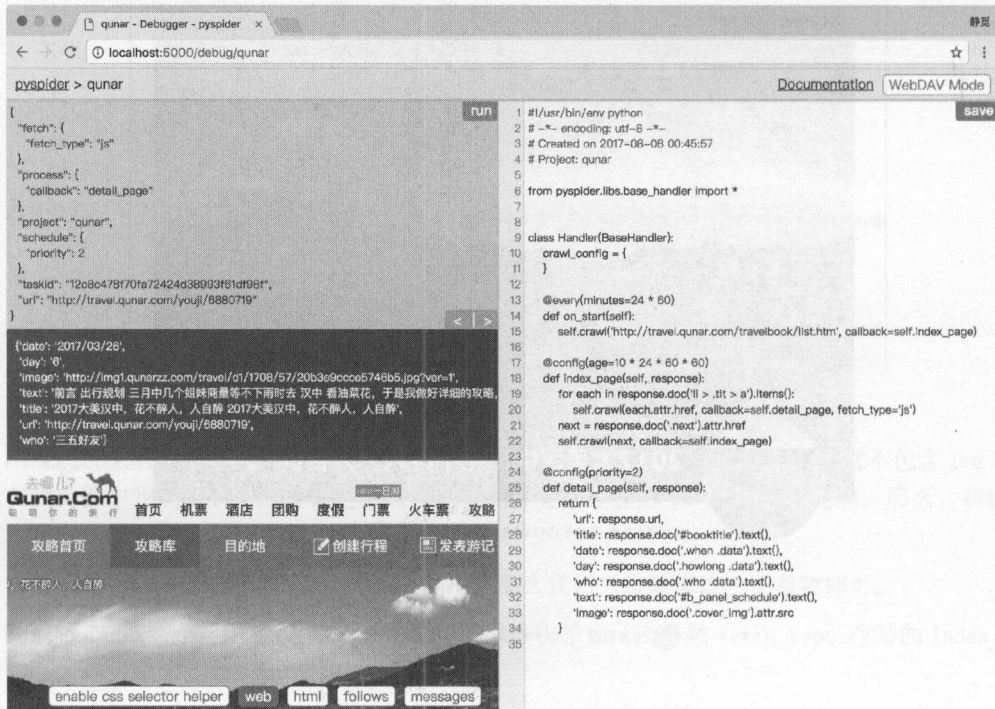 qunar - Debugger - pyspider ×
静觅
localhost:5000/debug/qunar
pyspider > qunar
Documentation
WebDAV Mode
run
{
"fetch": {
"fetch_type": "js"
},
"process": {
"callback": "detail_page"
},
"project": "qunar",
"schedule": {
"priority": 2
},
"taskid": "12c8c478f70fa72424d38993f61df98f",
"url": "http://travel.qunar.com/youji/6880719"
}
< | >
{'date': '2017/03/26',
'day': '6',
'image': 'http://img1.qunarzz.com/travel/d1/1708/57/20b3e9ccce5746b5.jpg?ver=1',
'text': '前言 出行规划 三月中几个姐妹商量等不下雨时去 汉中 看油菜花,于是我做好详细的攻略,
'title': '2017大美汉中,花不醉人,人自醉 2017大美汉中,花不醉人,人自醉',
'url': 'http://travel.qunar.com/youji/6880719',
'who': '三五好友'}
去哪儿?
Qunar.Com
聪明你的旅行
首页 机票 酒店 团购 度假 门票 火车票 攻略
攻略首页 攻略库 目的地 创建行程 发表游记
花不醉人,人自醉
enable css selector helper web html follows messages
save
1 #!/usr/bin/env python
2 # -*- encoding: utf-8 -*-
3 # Created on 2017-08-08 00:45:57
4 # Project: qunar
5
6 from pyspider.libs.base_handler import *
7
8
9 class Handler(BaseHandler):
10 crawl_config = {
11 }
12
13 @every(minutes=24 * 60)
14 def on_start(self):
15 self.crawl('http://travel.qunar.com/travelbook/list.htm', callback=self.index_page)
16
17 @config(age=10 * 24 * 60 * 60)
18 def index_page(self, response):
19 for each in response.doc('li > .tit > a').items():
20 self.crawl(each.attr.href, callback=self.detail_page, fetch_type='js')
21 next = response.doc('.next').attr.href
22 self.crawl(next, callback=self.index_page)
23
24 @config(priority=2)
25 def detail_page(self, response):
26 return {
27 'url': response.url,
28 'title': response.doc('#booktitle').text(),
29 'date': response.doc('.when .data').text(),
30 'day': response.doc('.howlong .data').text(),
31 'who': response.doc('.who .data').text(),
32 'text': response.doc('#b_panel_schedule').text(),
33 'image': response.doc('.cover_img').attr.src
34 }
35